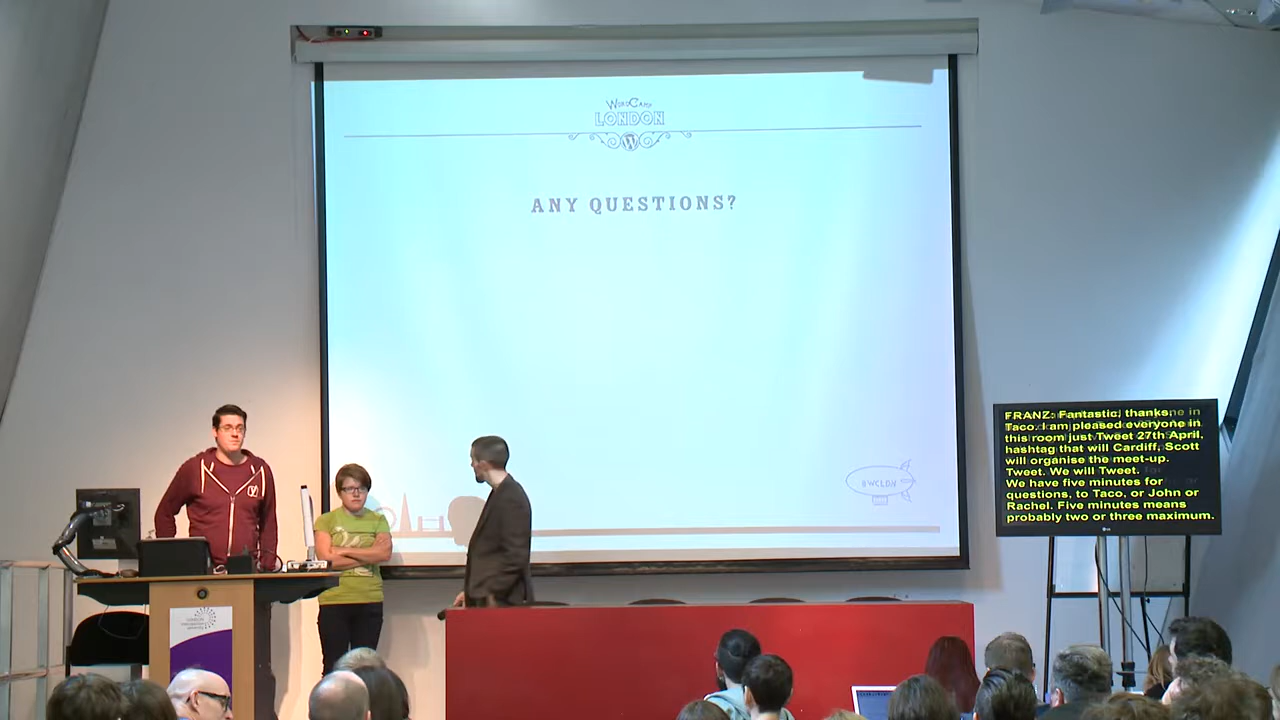 WORDCAMP
LONDON
ANY QUESTIONS?
#WCLDN
FRANZ: Fantastic, thanks,ne in
Taco. I am pleased everyone in
this room just Tweet 27th April,
hashtag that will Cardiff, Scott
will organise the meet-up.
Tweet. We will Tweet.
We have five minutes for
questions, to Taco, or John or
Rachel. Five minutes means
probably two or three maximum.